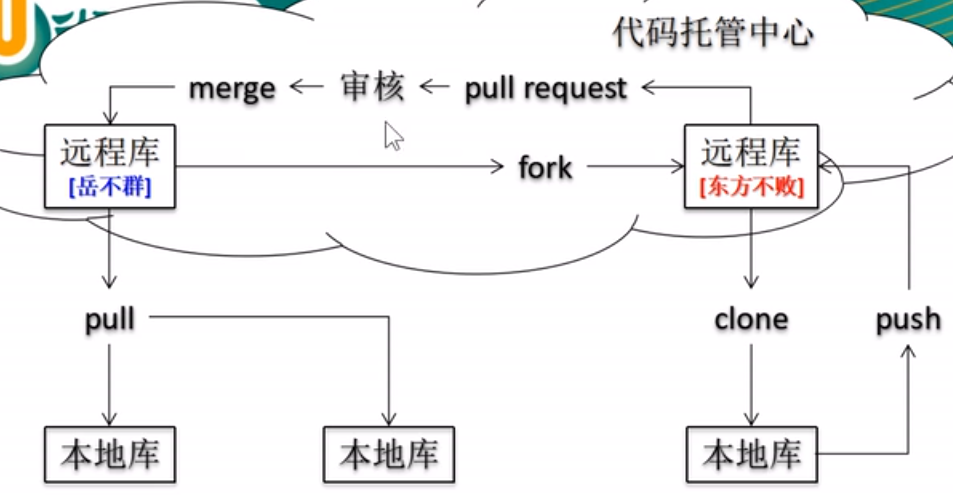 代码托管中心
merge
审核
pull request
远程库
[岳不群]
fork
远程库
[东方不败]
pull
clone
push
本地库
本地库
本地库